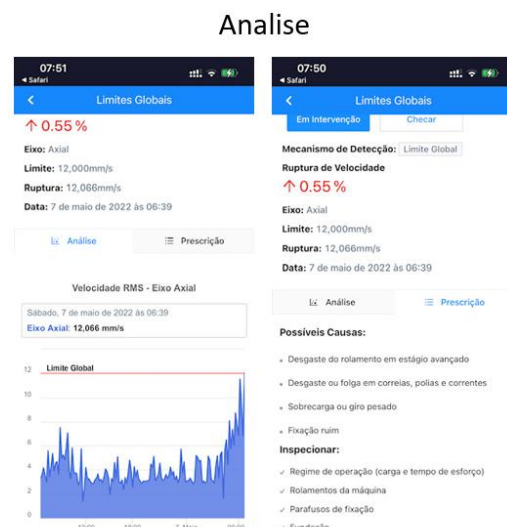 Analise
07:51
Safari
Limites Globais
↑ 0.55 %
Eixo: Axial
Limite: 12,000mm/s
Ruptura: 12,066mm/s
Data: 7 de maio de 2022 às 06:39
Análise
Prescrição
Velocidade RMS - Eixo Axial
Sábado, 7 de maio de 2022 às 06:39
Eixo Axial: 12,066 mm/s
Limite Global
12
10
8
6
4
2
0
07:50
Safari
Limites Globais
Em Intervenção
Checar
Mecanismo de Detecção: Limite Global
Ruptura de Velocidade
↑ 0.55 %
Eixo: Axial
Limite: 12,000mm/s
Ruptura: 12,066mm/s
Data: 7 de maio de 2022 às 06:39
Análise
Prescrição
Possíveis Causas:
Desgaste do rolamento em estágio avançado
Desgaste ou folga em correias, polias e correntes
Sobrecarga ou giro pesado
Fixação ruim
Inspecionar:
Regime de operação (carga e tempo de esforço)
Rolamentos da máquina
Parafusos de fixação